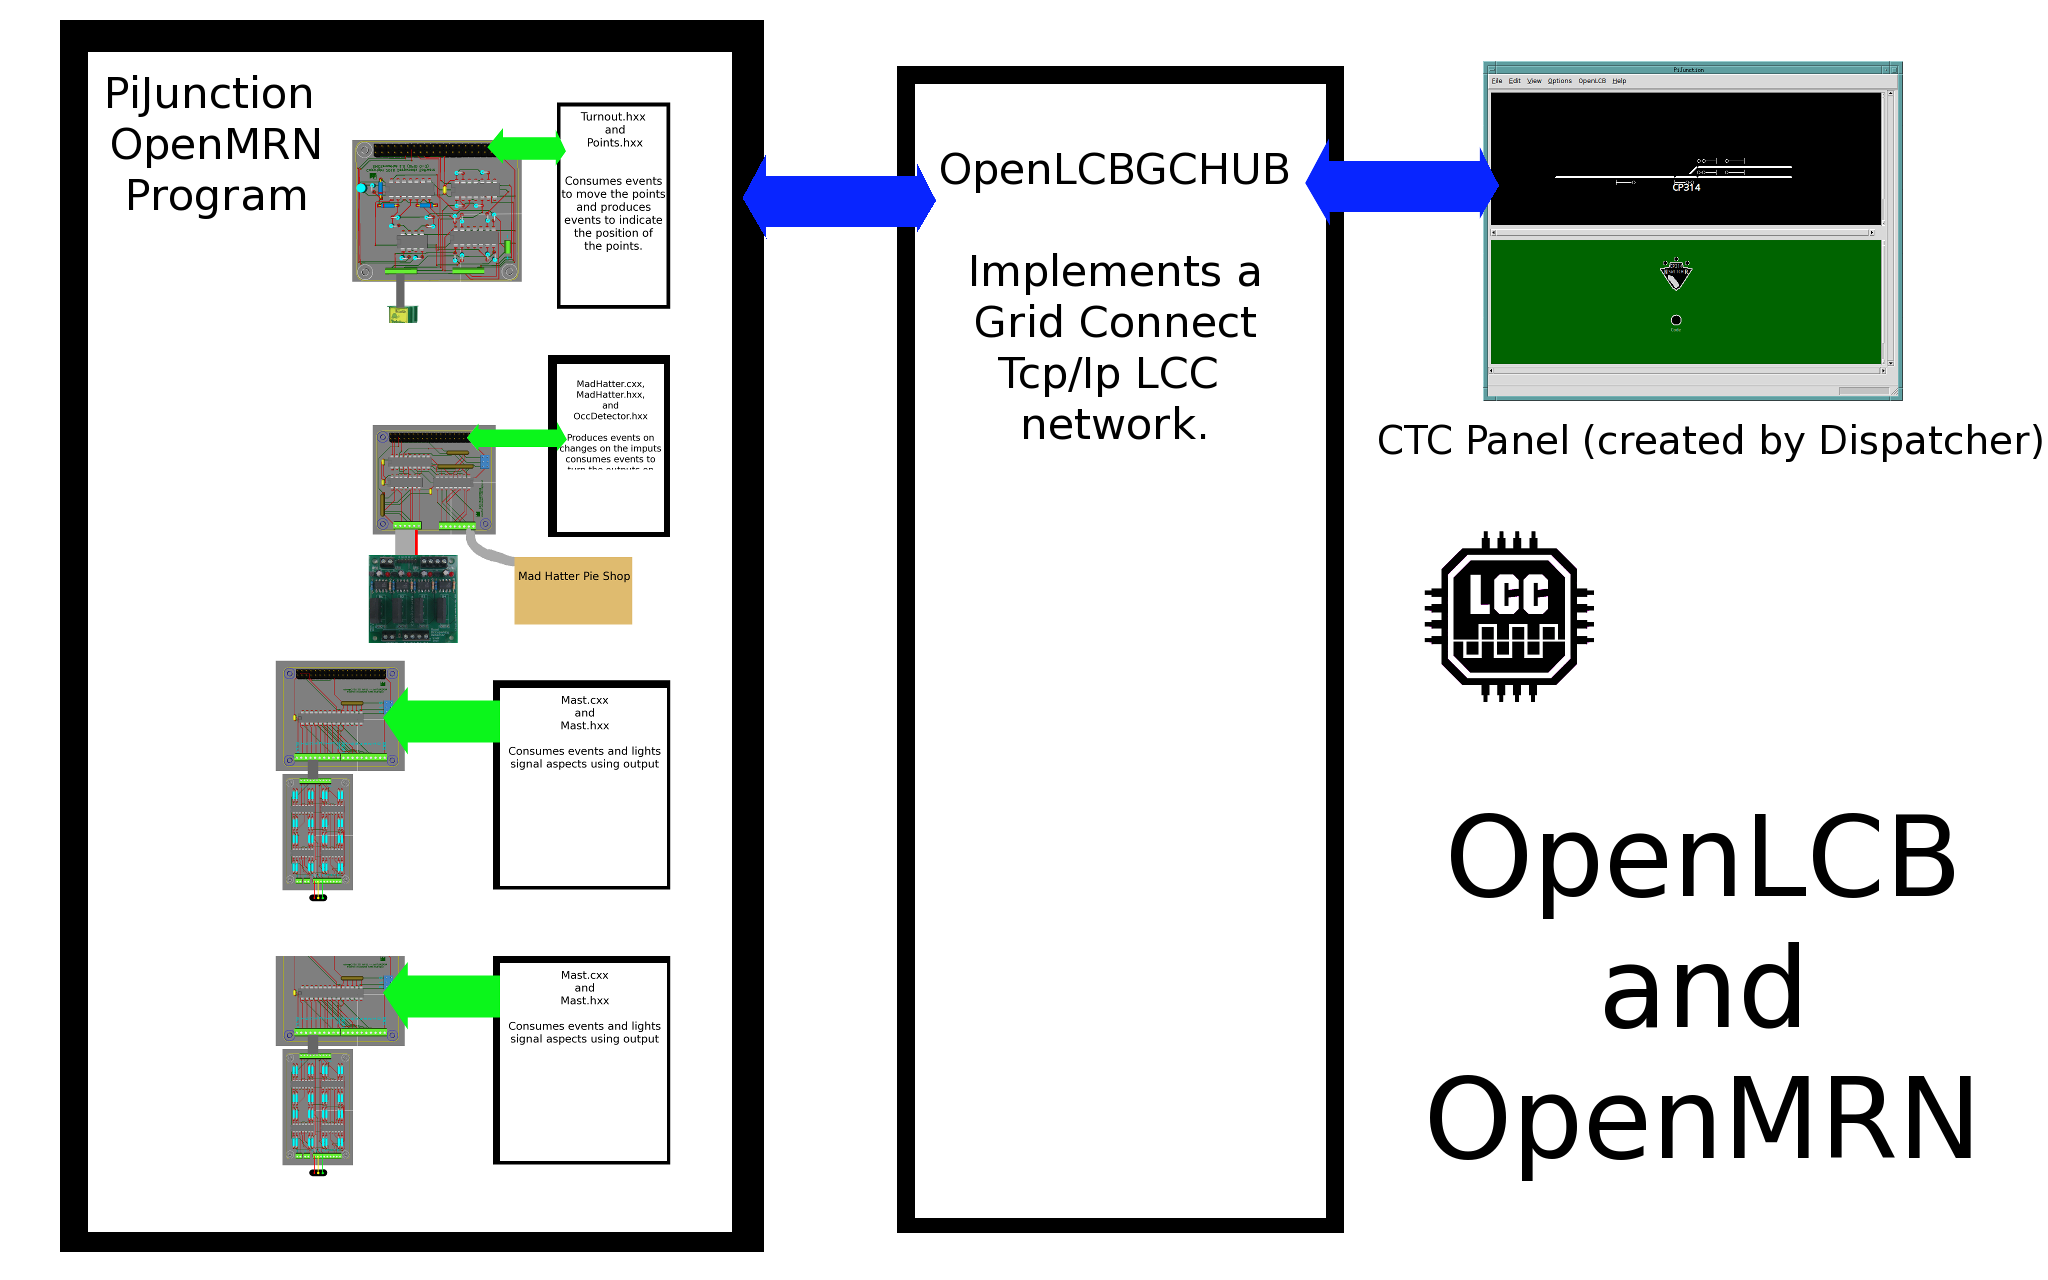 PiJunction
OpenMRN
Program
Turnout.hxx
and
Points.hxx
Consumes events
to move the points
and produces
events to indicate
the position of
the points.
MadHatter.cxx,
MadHatter.hxx,
and
OccDetector.hxx
Produces events on
changes on the imputs
consumes events to
turn the outputs on
Mad Hatter Pie Shop
Mast.cxx
and
Mast.hxx
Consumes events and lights
signal aspects using output
Mast.cxx
and
Mast.hxx
Consumes events and lights
signal aspects using output
OpenLCBGCHUB
Implements a
Grid Connect
Tcp/Ip LCC
network.
PiJunction
File Edit View Options OpenLCB Help
CP314
Code
CTC Panel (created by Dispatcher)
LCC
OpenLCB
and
OpenMRN